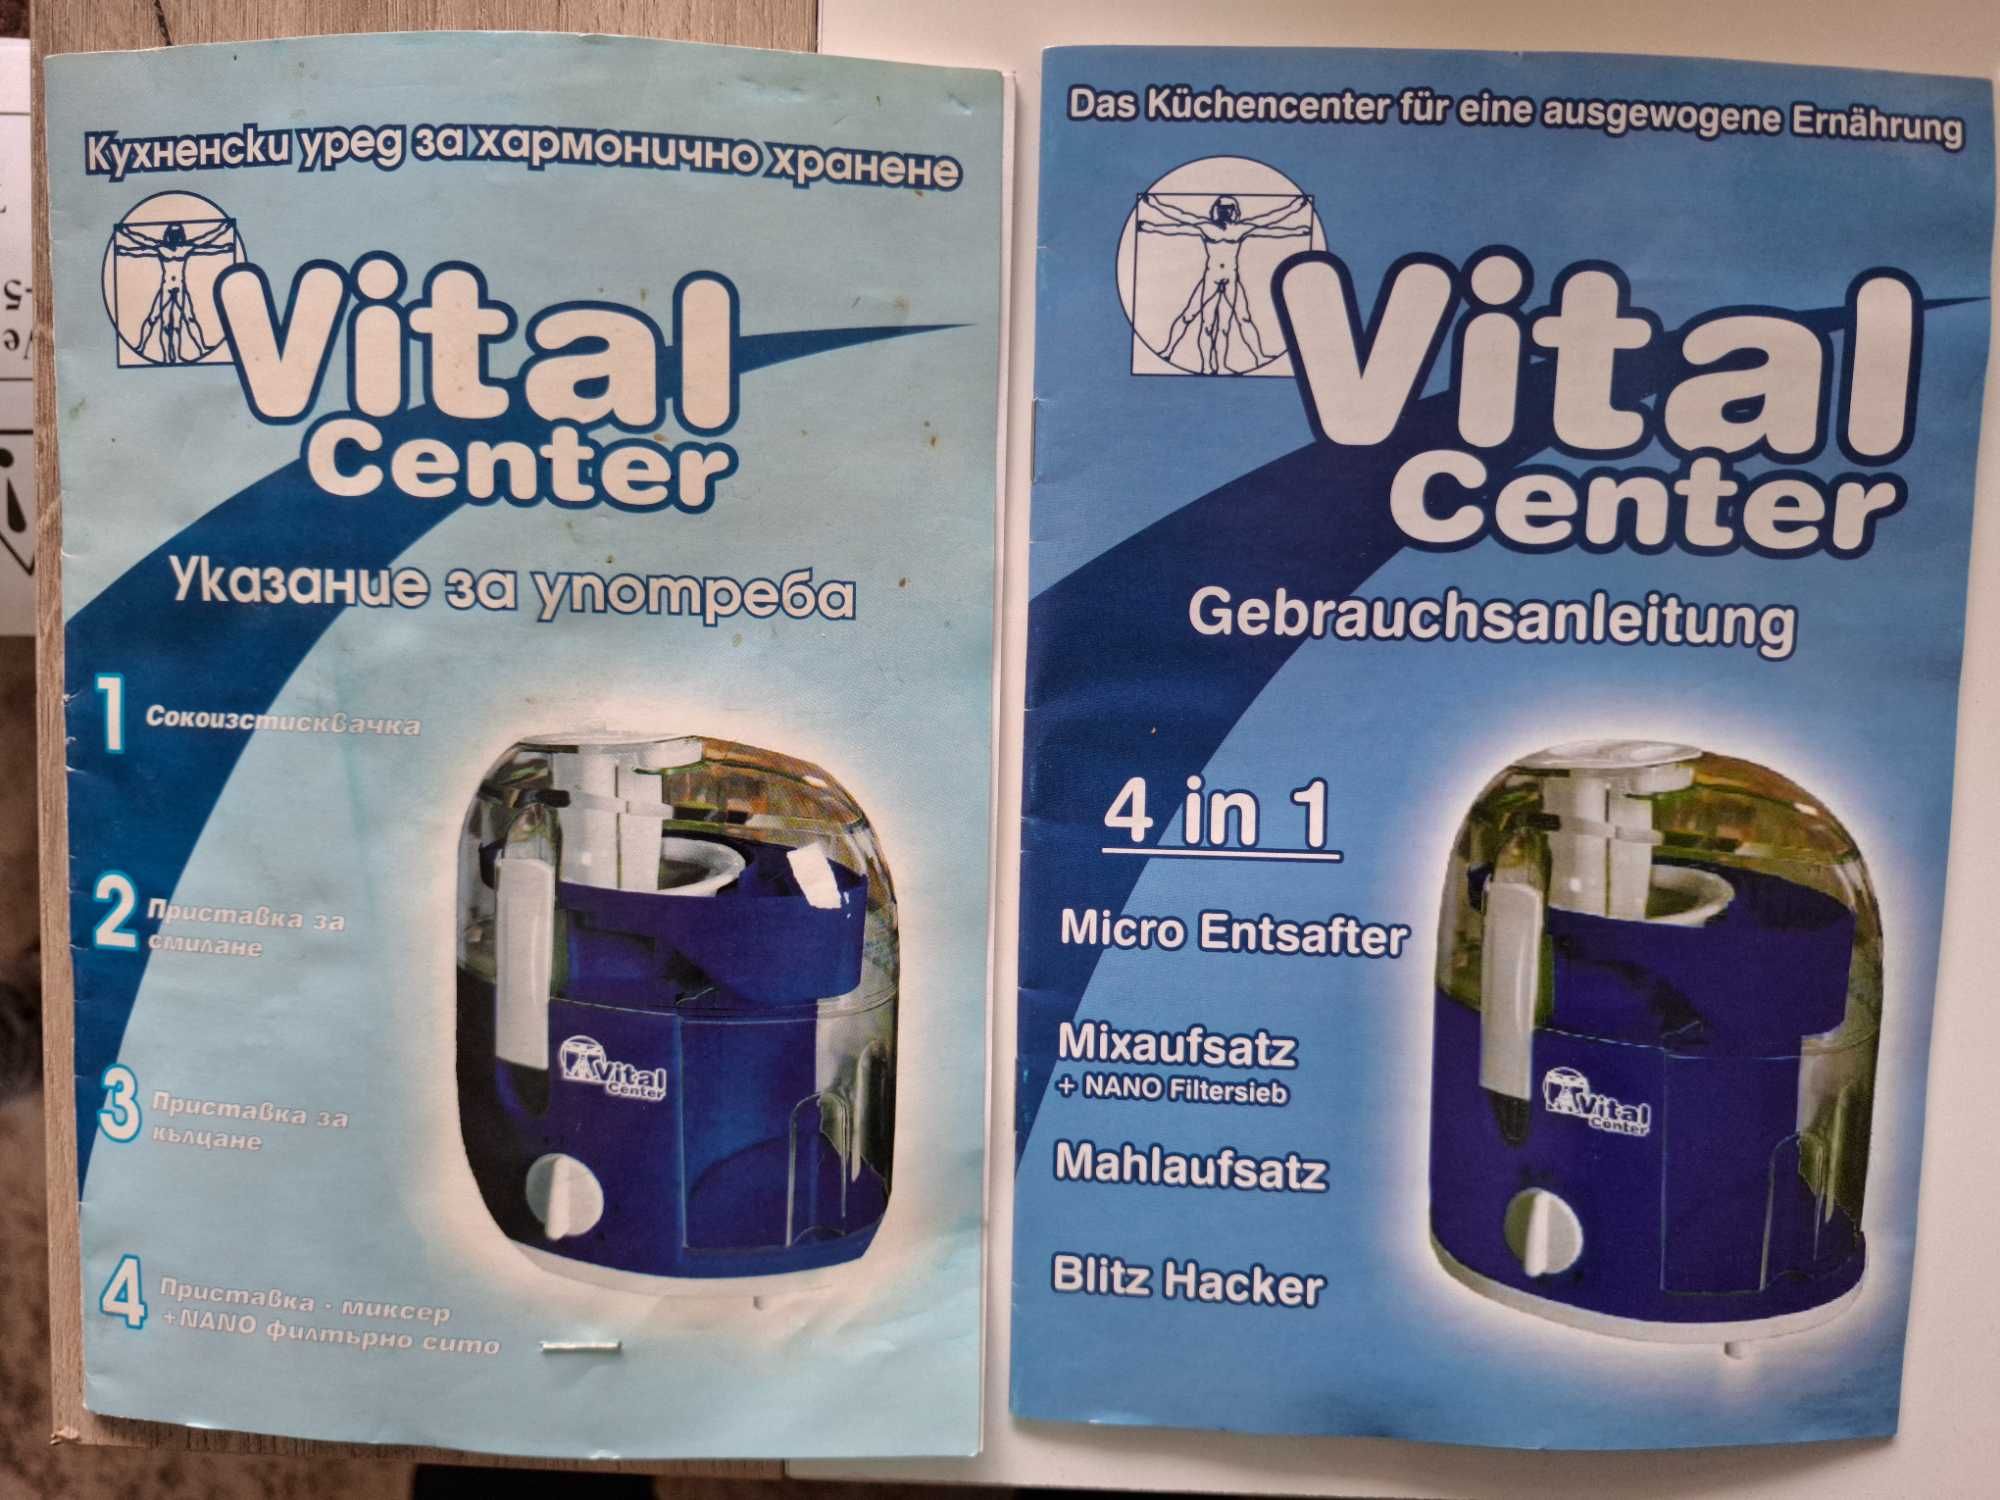 Кухненски уред за хармонично хранене
Vital
Center
Указание за употреба
1 Сокоизстисквачка
2 Приставка за
смилане
3 Приставка за
кълцане
4 Приставка - миксер
+NANO филтърно сито
Vital
Center
Das Küchencenter für eine ausgewogene Ernährung
Vital
Center
Gebrauchsanleitung
4 in 1
Micro Entsafter
Mixaufsatz
+ NANO Filtersieb
Mahlaufsatz
Blitz Hacker
Vital
Center